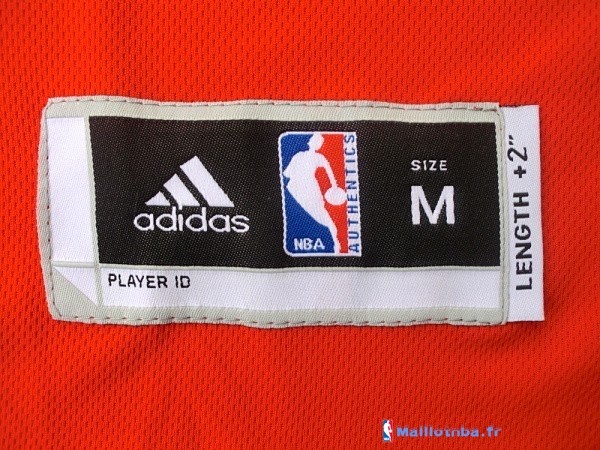 adidas
NBA
AUTHENTICS
SIZE
M
LENGTH +2"
PLAYER ID
Maillotnba.fr